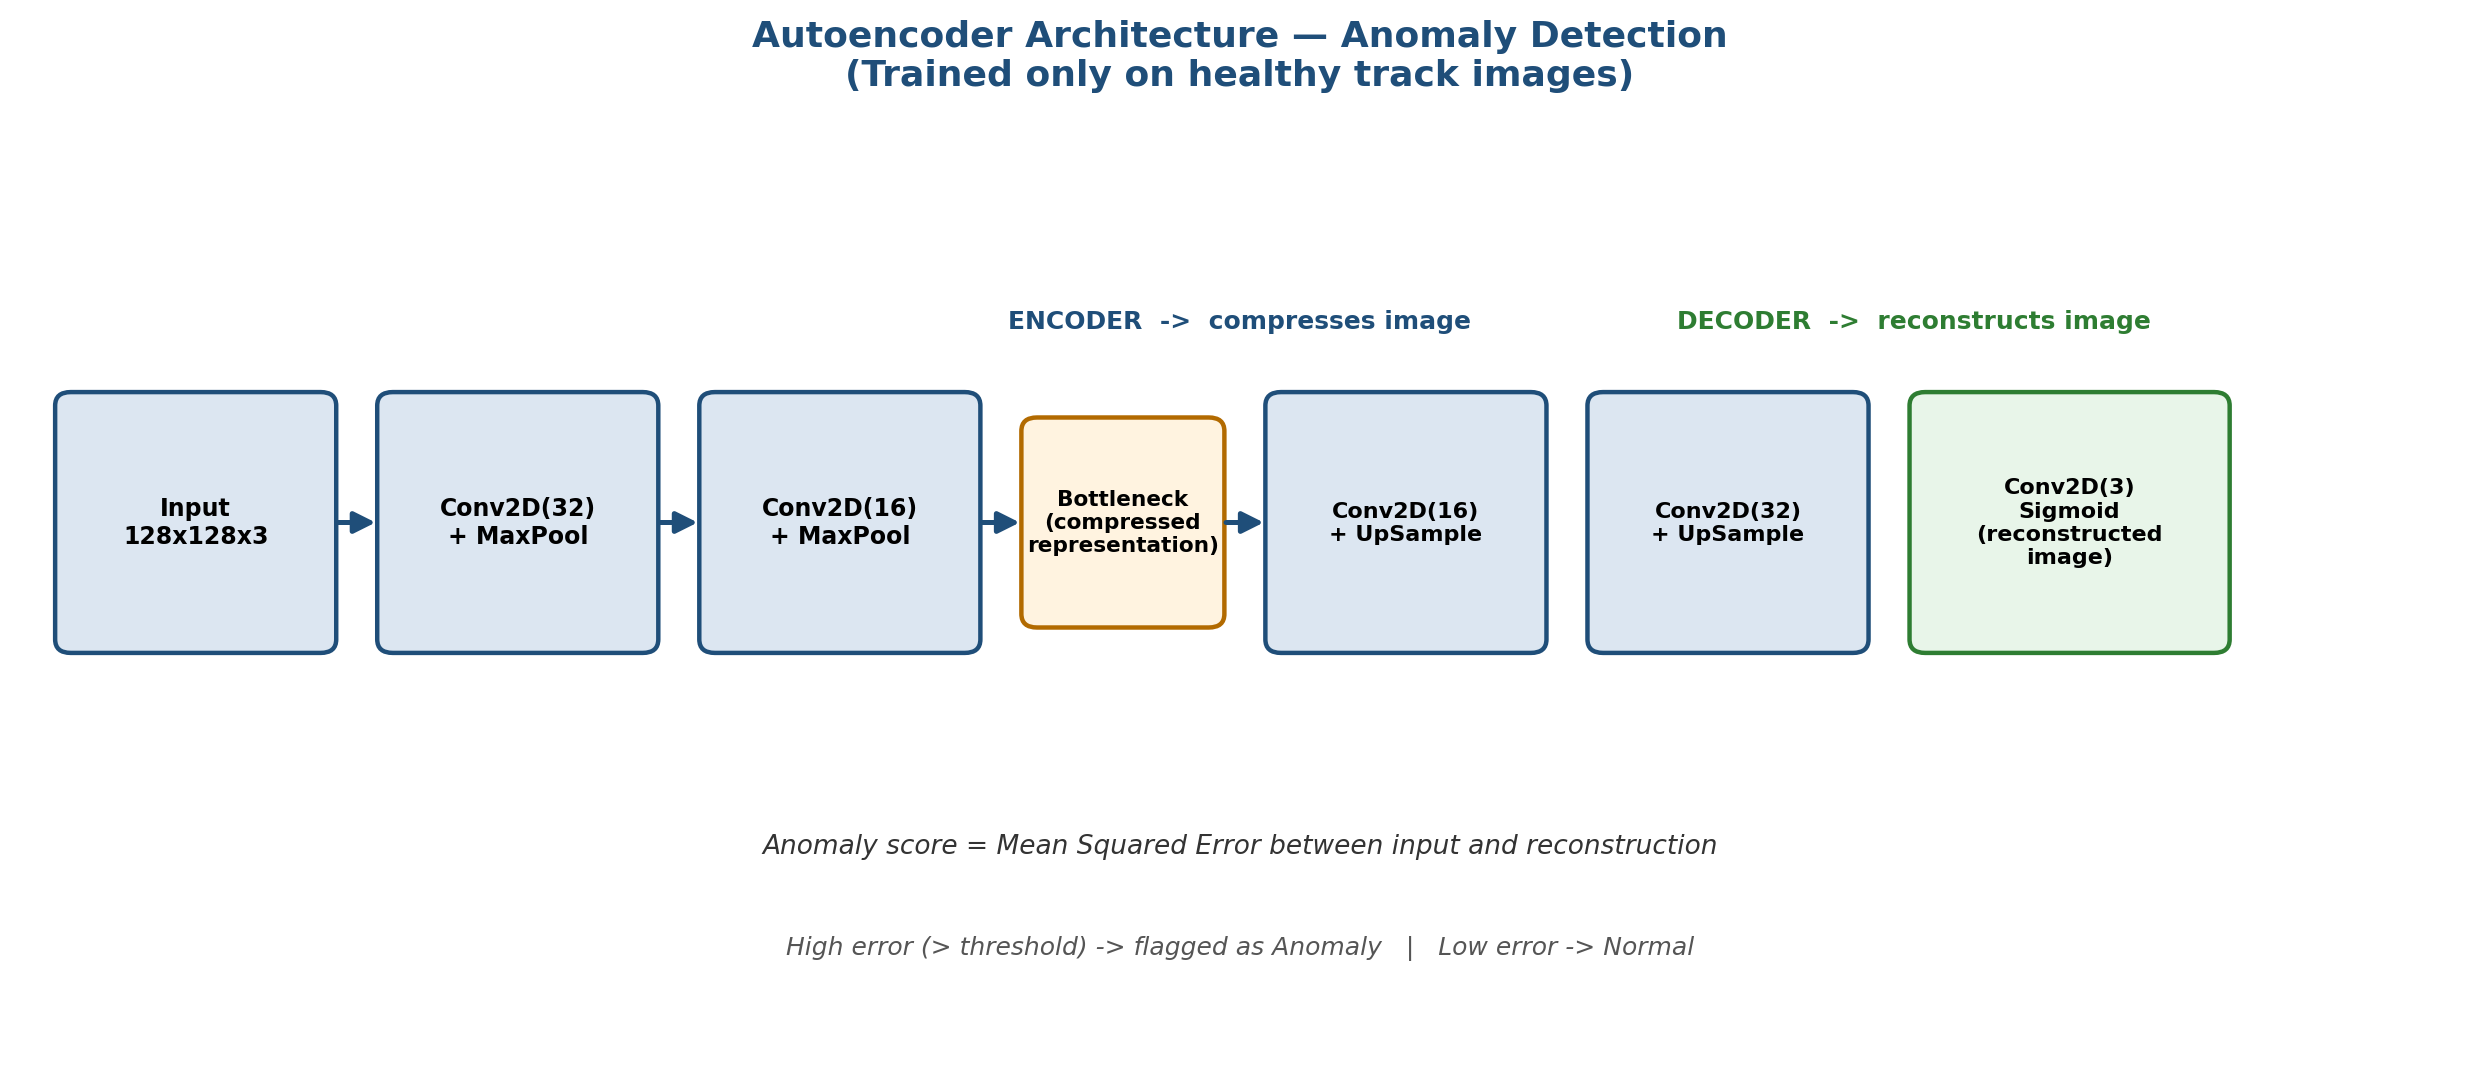 Autoencoder Architecture — Anomaly Detection
(Trained only on healthy track images)
ENCODER -> compresses image
DECODER -> reconstructs image
Input
128x128x3
Conv2D(32)
+ MaxPool
Conv2D(16)
+ MaxPool
Bottleneck
(compressed
representation)
Conv2D(16)
+ UpSample
Conv2D(32)
+ UpSample
Conv2D(3)
Sigmoid
(reconstructed
image)
Anomaly score = Mean Squared Error between input and reconstruction
High error (> threshold) -> flagged as Anomaly | Low error -> Normal